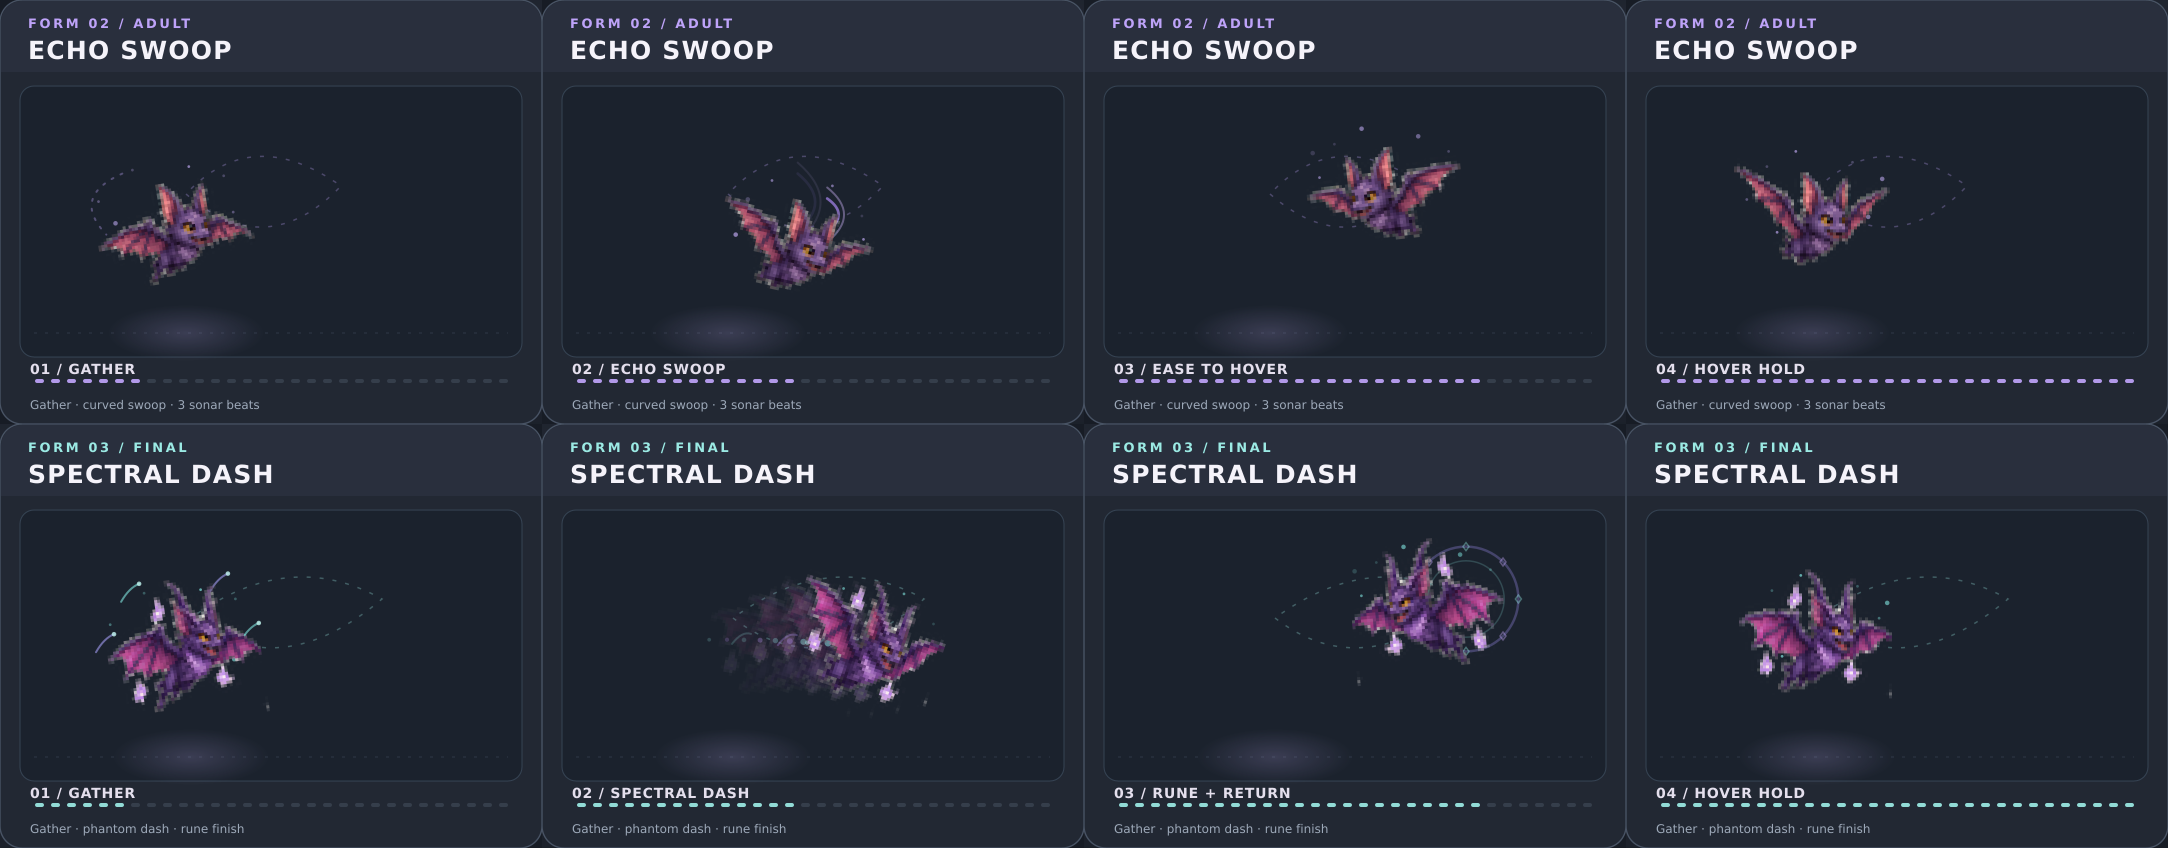 FORM 02 / ADULT
ECHO SWOOP
01 / GATHER
Gather · curved swoop · 3 sonar beats
FORM 02 / ADULT
ECHO SWOOP
02 / ECHO SWOOP
Gather · curved swoop · 3 sonar beats
FORM 02 / ADULT
ECHO SWOOP
03 / EASE TO HOVER
Gather · curved swoop · 3 sonar beats
FORM 02 / ADULT
ECHO SWOOP
04 / HOVER HOLD
Gather · curved swoop · 3 sonar beats
FORM 03 / FINAL
SPECTRAL DASH
01 / GATHER
Gather · phantom dash · rune finish
FORM 03 / FINAL
SPECTRAL DASH
02 / SPECTRAL DASH
Gather · phantom dash · rune finish
FORM 03 / FINAL
SPECTRAL DASH
03 / RUNE + RETURN
Gather · phantom dash · rune finish
FORM 03 / FINAL
SPECTRAL DASH
04 / HOVER HOLD
Gather · phantom dash · rune finish